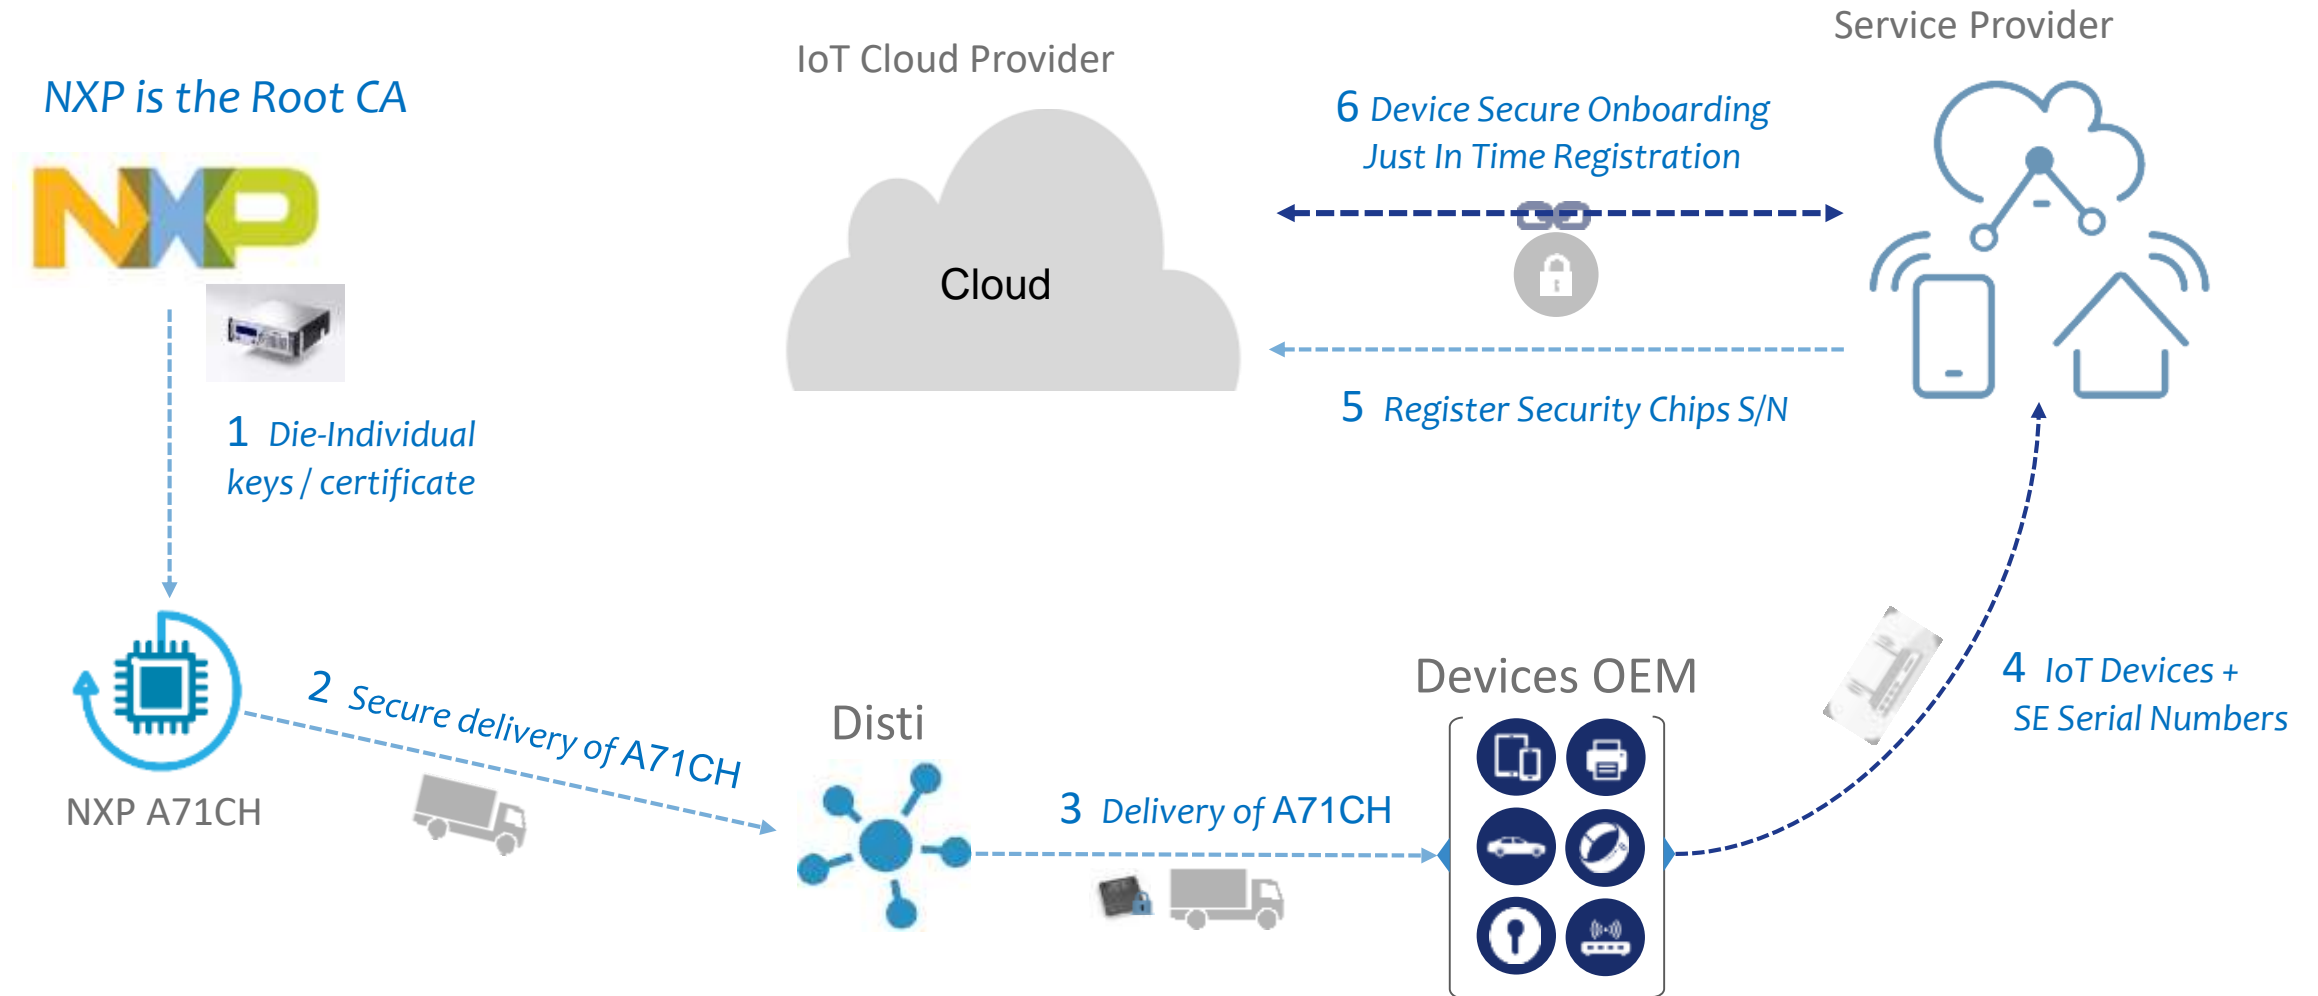 Service Provider
IoT Cloud Provider
NXP is the Root CA
NXP
6 Device Secure Onboarding
Just In Time Registration
Cloud
5 Register Security Chips S/N
1 Die-Individual
keys / certificate
2 Secure delivery of A71CH
NXP A71CH
Disti
3 Delivery of A71CH
Devices OEM
4 IoT Devices +
SE Serial Numbers